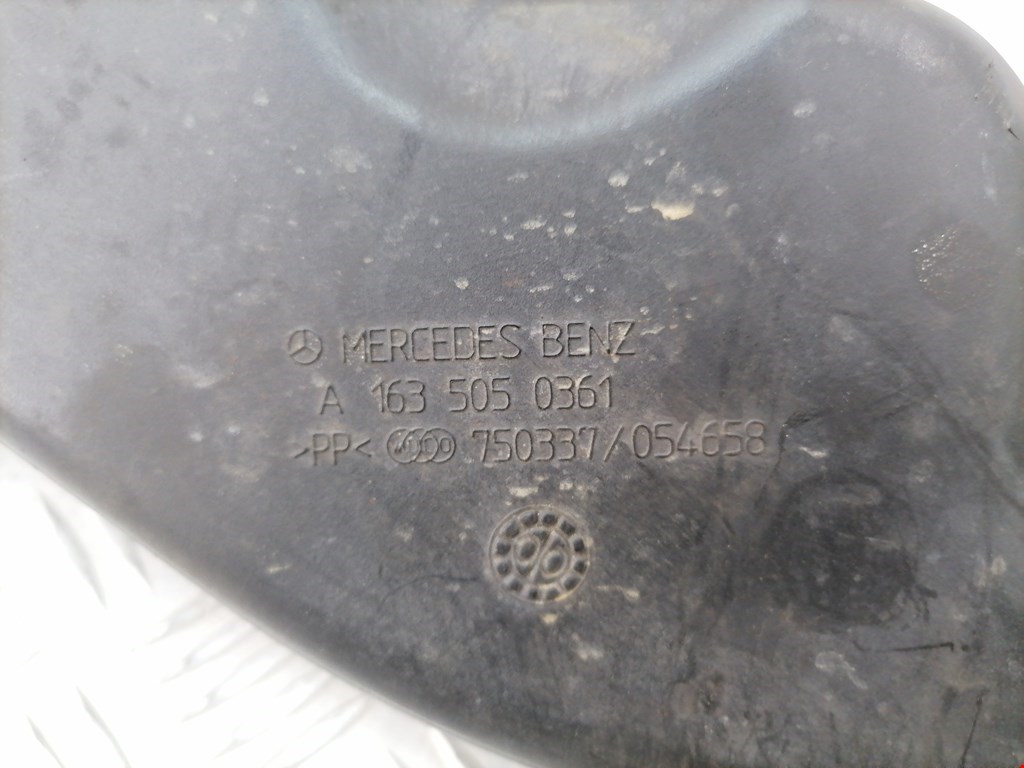 MERCEDES BENZ
A 163 505 0361
>PP< 750337/054658